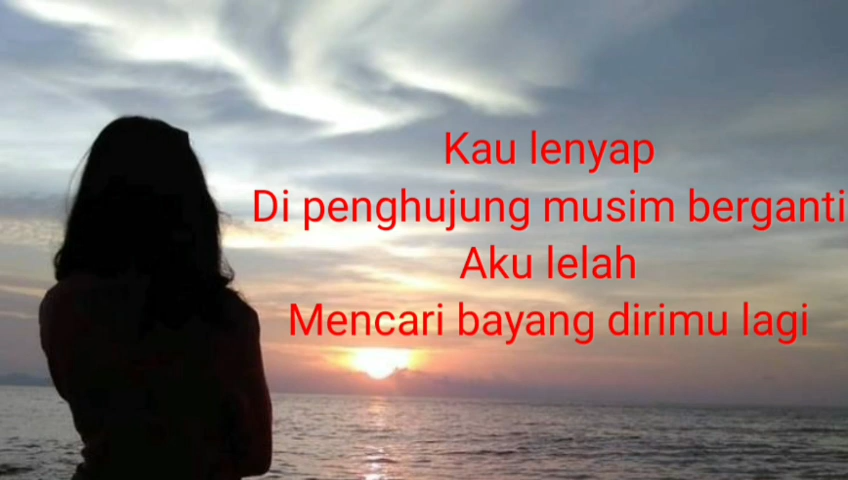 Kau lenyap
Di penghujung musim berganti
Aku lelah
Mencari bayang dirimu lagi